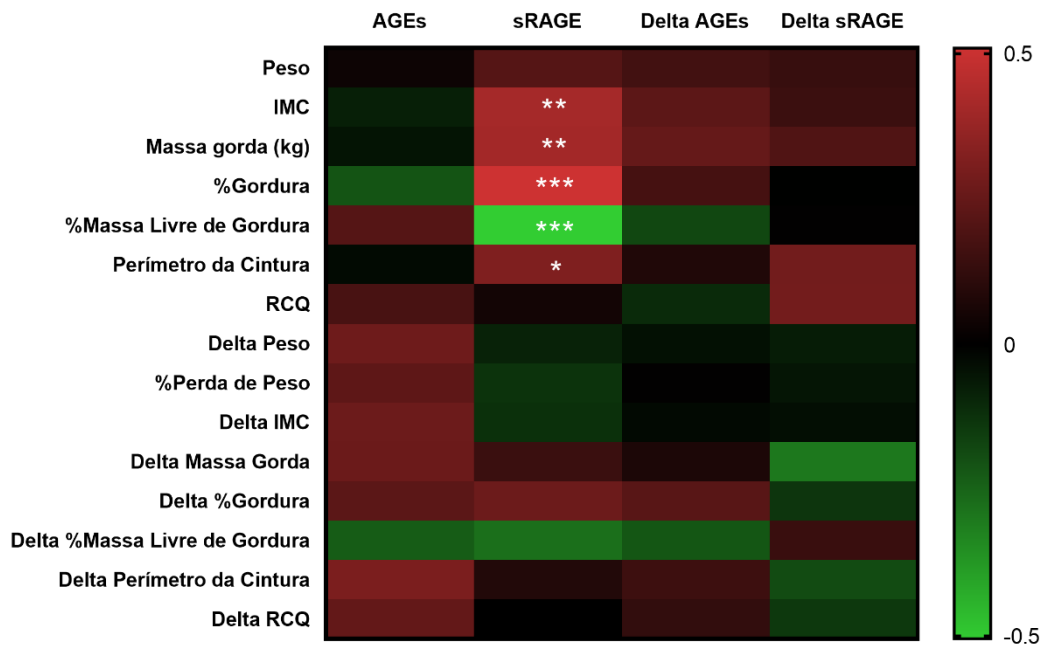 AGEs sRAGE Delta AGEs Delta sRAGE
Peso
IMC **
Massa gorda (kg) **
%Gordura ***
%Massa Livre de Gordura ***
Perímetro da Cintura *
RCQ
Delta Peso
%Perda de Peso
Delta IMC
Delta Massa Gorda
Delta %Gordura
Delta %Massa Livre de Gordura
Delta Perímetro da Cintura
Delta RCQ
0.5
0
-0.5